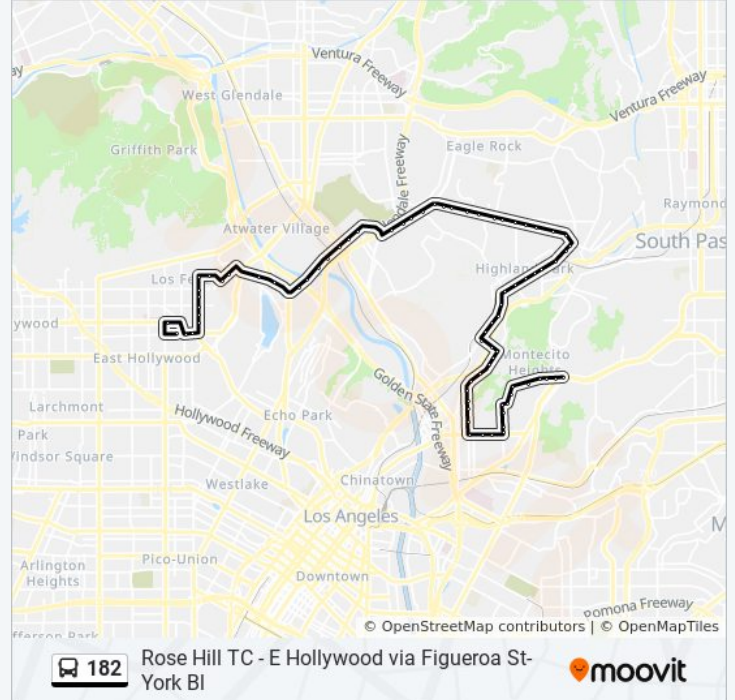 Ventura Freeway
ay
West Glendale
Ventura Freeway
Griffith Park
Eagle Rock
Freeway
Raymond
Atwater Village
South Pas
Highland Park
Los Fe
ywood
East Hollywood
Montecito
Heights
Golden State
Freeway
Larchmont
Hollywood Freeway
Echo Park
Park
Windsor Square
Westlake
Chinatown
Los Angeles
M
Pico-Union
Arlington
Heights
Downtown
Pomona Freeway
© OpenStreetMap contributors | © OpenMapTiles
182
Rose Hill TC - E Hollywood via Figueroa St-
York Bl
moovit